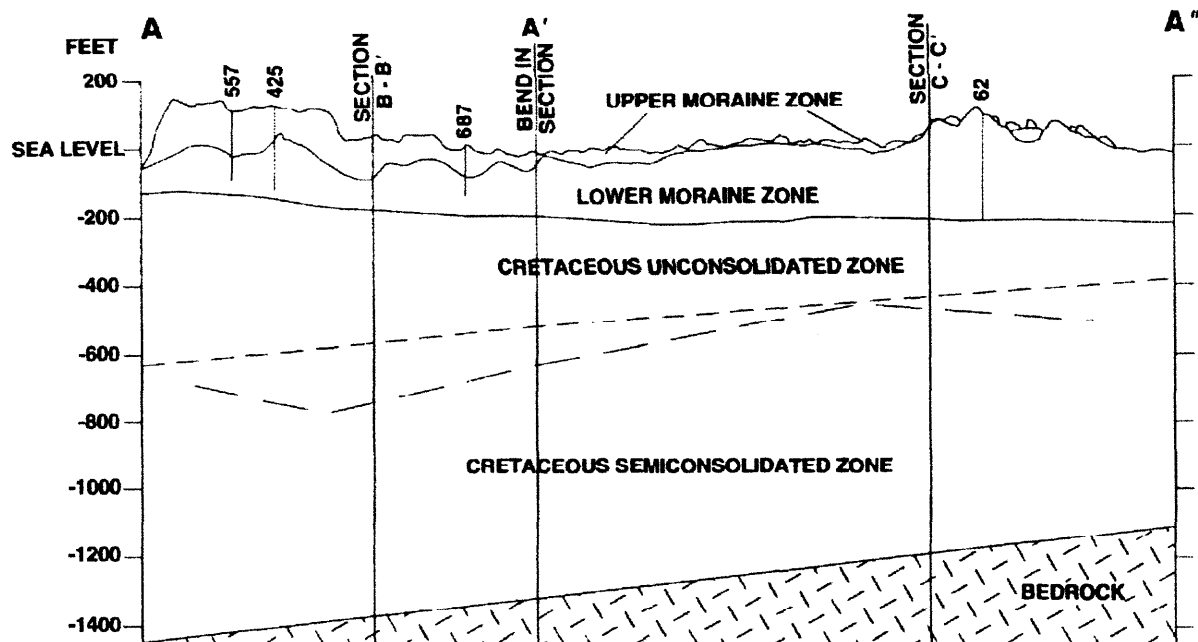 A
A'
A"
FEET
557
425
SECTION
B - B'
687
BEND IN
SECTION
SECTION
C - C'
62
200
UPPER MORAINE ZONE
SEA LEVEL
LOWER MORAINE ZONE
-200
CRETACEOUS UNCONSOLIDATED ZONE
-400
-600
-800
CRETACEOUS SEMICONSOLIDATED ZONE
-1000
-1200
BEDROCK
-1400